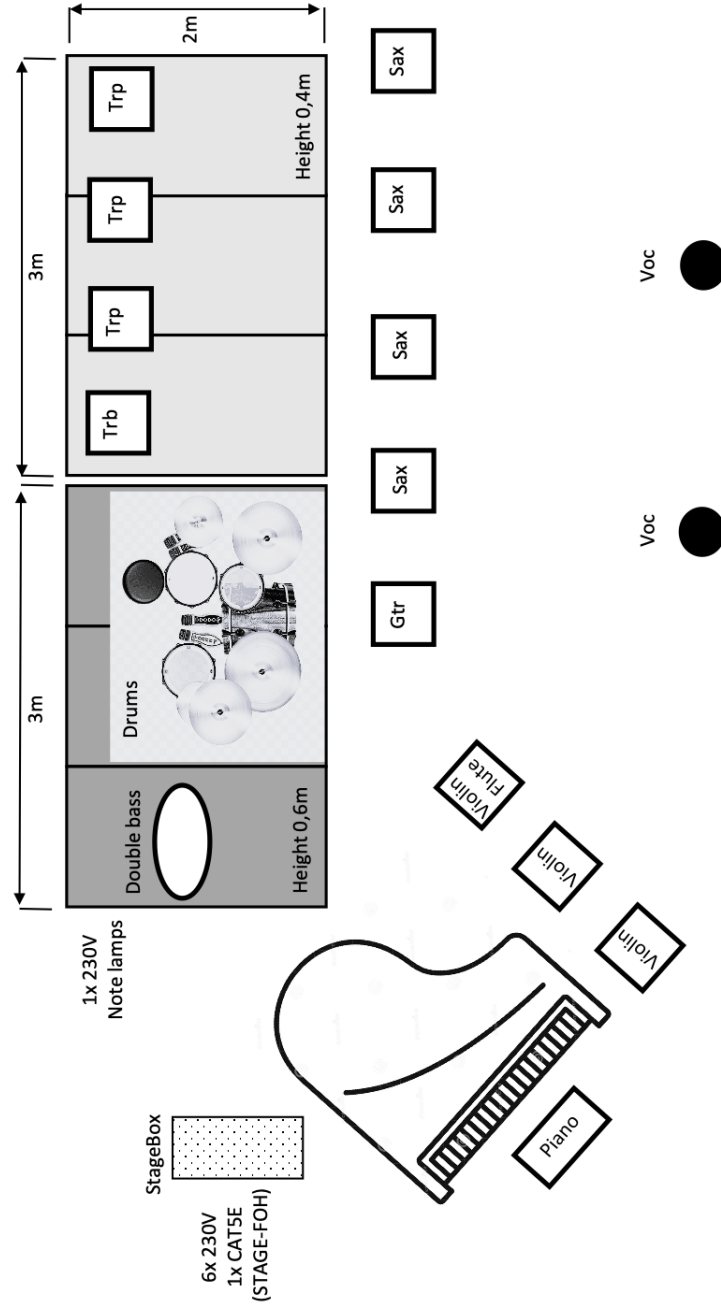 3m
3m
2m
1x 230V
Note lamps
Double bass
Height 0,6m
Drums
Trb
Trp
Trp
Trp
Height 0,4m
StageBox
6x 230V
1x CAT5E
(STAGE-FOH)
Gtr
Sax
Sax
Sax
Sax
Violin
Flute
Violin
Violin
Piano
Voc
Voc